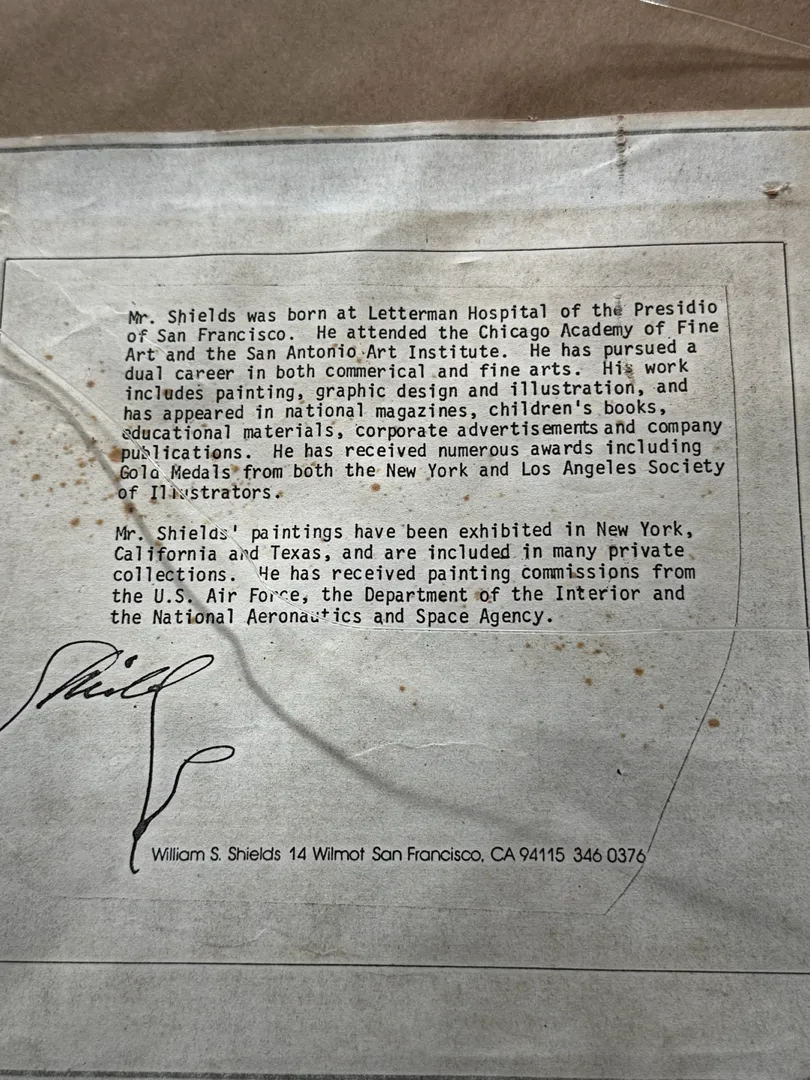 Mr. Shields was born at Letterman Hospital of the Presidio
of San Francisco. He attended the Chicago Academy of Fine
Art and the San Antonio Art Institute. He has pursued a
dual career in both commerical and fine arts. His work
includes painting, graphic design and illustration, and
has appeared in national magazines, children's books,
educational materials, corporate advertisements and company
publications. He has received numerous awards including
Gold Medals from both the New York and Los Angeles Society
of Illustrators.
Mr. Shields' paintings have been exhibited in New York,
California and Texas, and are included in many private
collections. He has received painting commissions from
the U.S. Air Force, the Department of the Interior and
the National Aeronautics and Space Agency.
Shields
William S. Shields 14 Wilmot San Francisco, CA 94115 346 0376